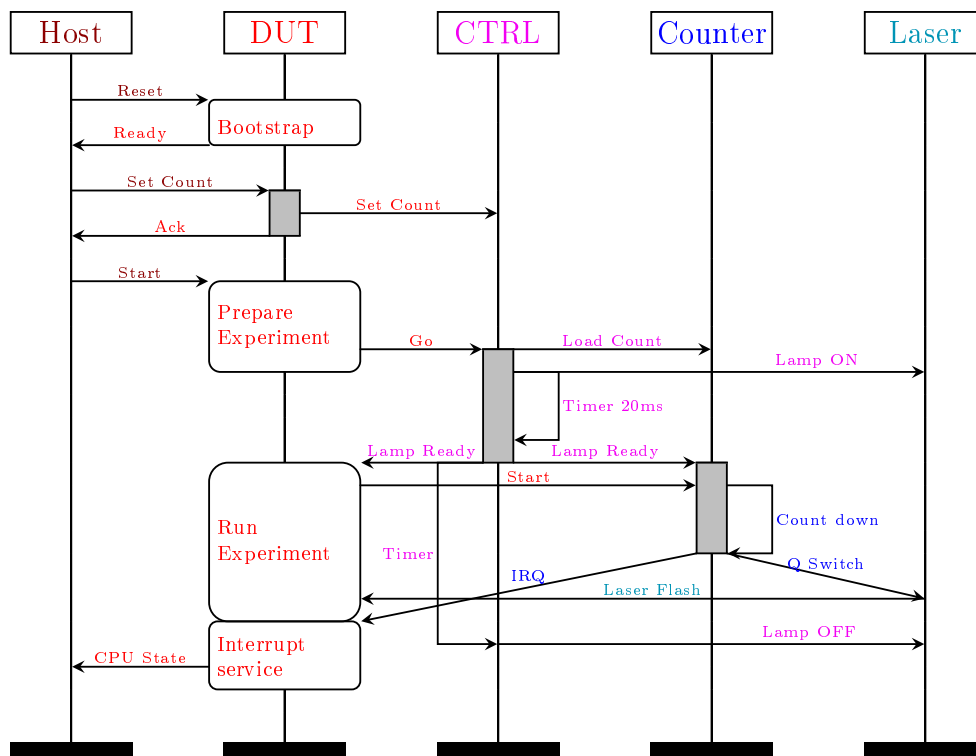 Host
DUT
CTRL
Counter
Laser
Reset
Bootstrap
Ready
Set Count
Set Count
Ack
Start
Prepare
Experiment
Go
Load Count
Lamp ON
Timer 20ms
Lamp Ready
Lamp Ready
Start
Run
Experiment
Count down
Timer
Q Switch
IRQ
Laser Flash
Lamp OFF
Interrupt
service
CPU State